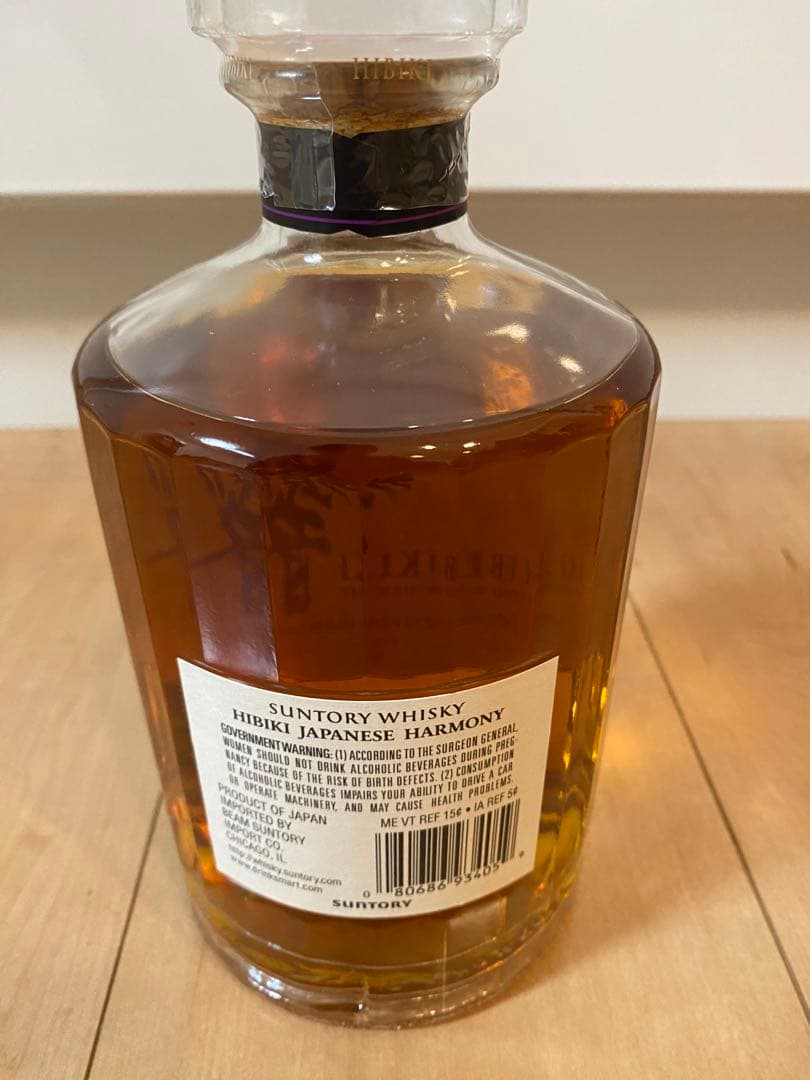 HIBIKI
SUNTORY WHISKY
HIBIKI JAPANESE HARMONY
GOVERNMENT WARNING: (1) ACCORDING TO THE SURGEON GENERAL,
WOMEN SHOULD NOT DRINK ALCOHOLIC BEVERAGES DURING PREG-
NANCY BECAUSE OF THE RISK OF BIRTH DEFECTS. (2) CONSUMPTION
OF ALCOHOLIC BEVERAGES IMPAIRS YOUR ABILITY TO DRIVE A CAR
OR OPERATE MACHINERY, AND MAY CAUSE HEALTH PROBLEMS.
PRODUCT OF JAPAN
IMPORTED BY
BEAM SUNTORY
IMPORT CO.
CHICAGO, IL
http://whisky.suntory.com
www.drinksmart.com
ME VT REF 15¢ • IA REF 5¢
0 80686 93405 9
SUNTORY